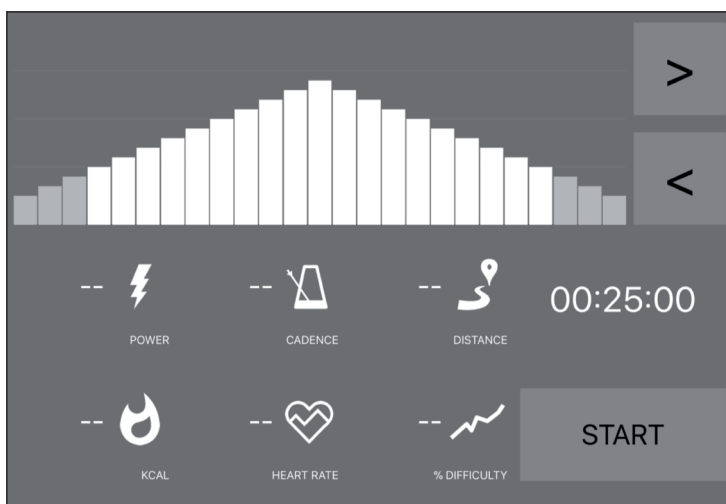 >
<
-- -- -- 00:25:00
POWER CADENCE DISTANCE
-- -- -- START
KCAL HEART RATE % DIFFICULTY